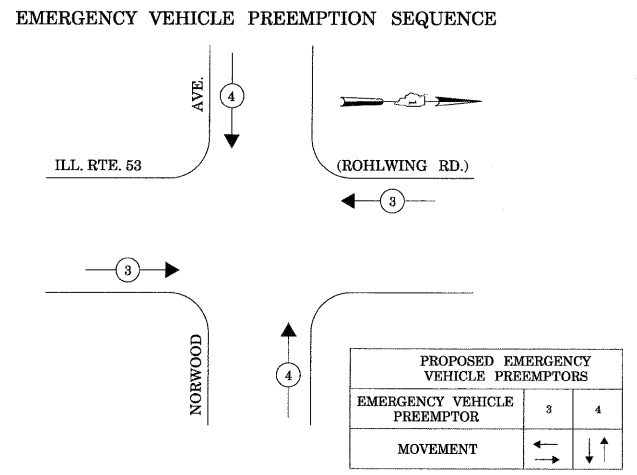 EMERGENCY VEHICLE PREEMPTION SEQUENCE
AVE.
4
ILL. RTE. 53
(ROHLWING RD.)
3
3
NORWOOD
4
PROPOSED EMERGENCY
VEHICLE PREEMPTORS
EMERGENCY VEHICLE
PREEMPTOR
3
4
MOVEMENT